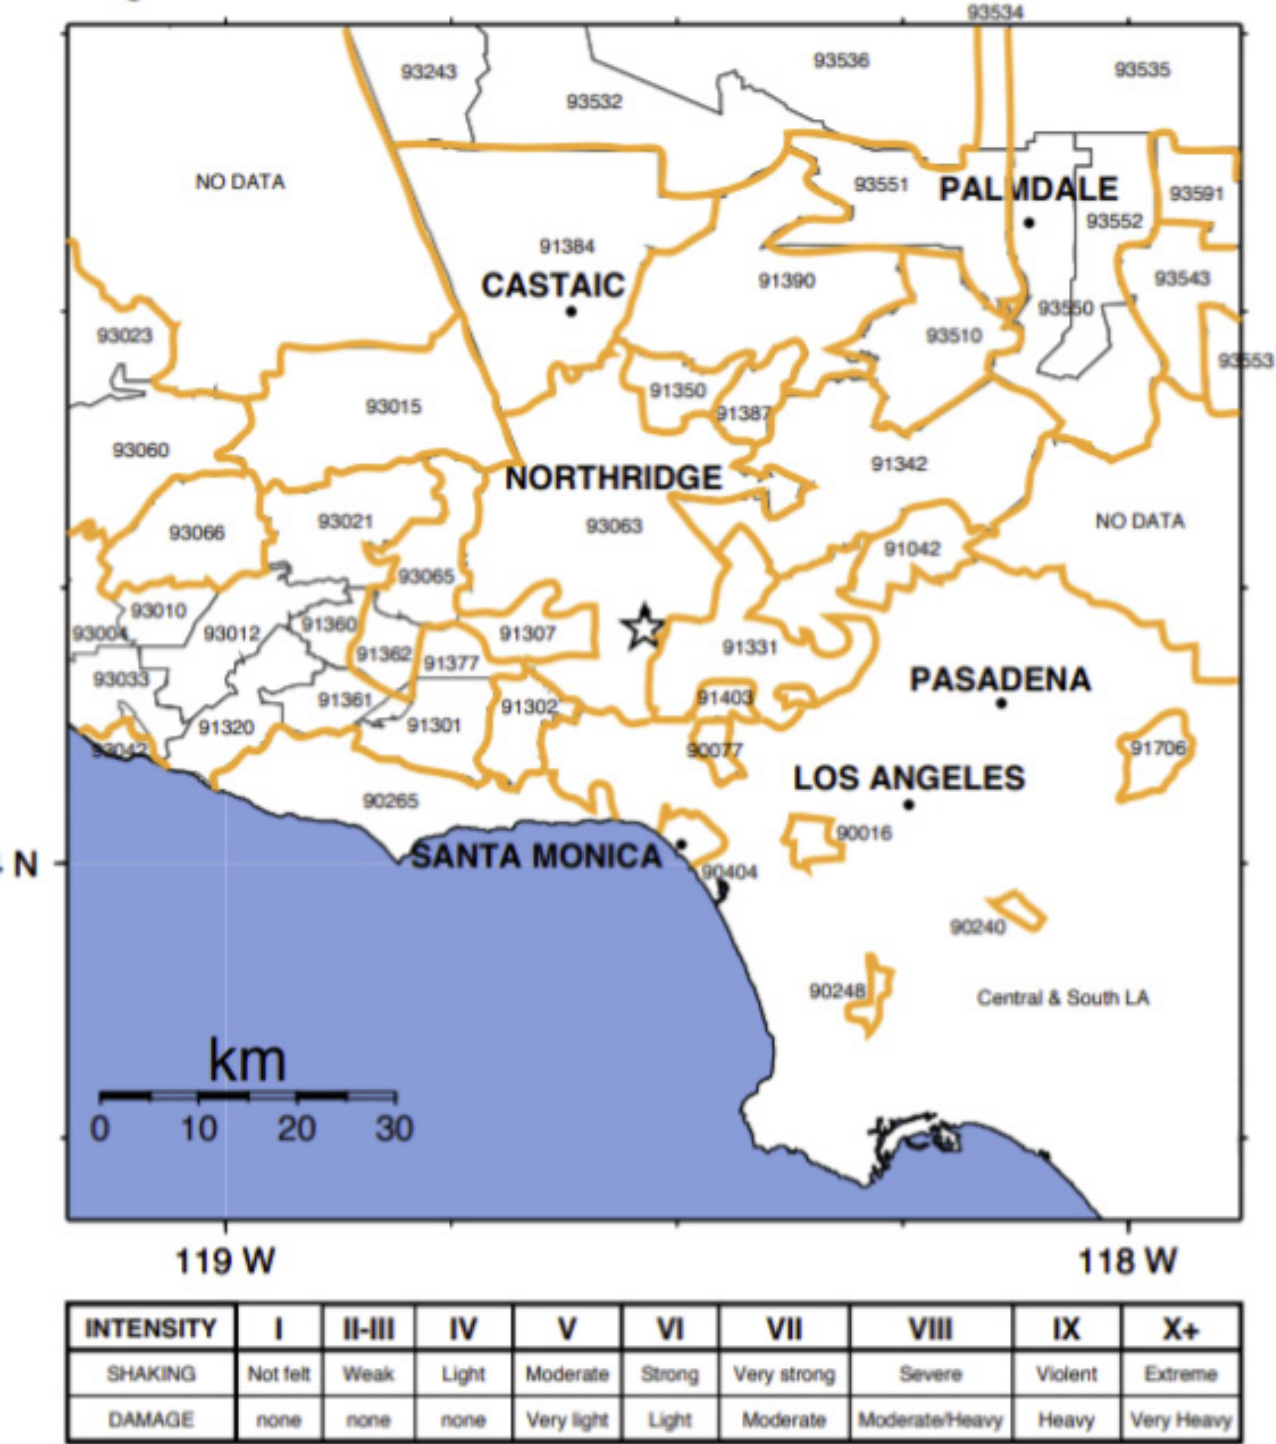 93534
93243
93536
93535
93532
NO DATA
93551
PALMDALE
93591
93552
91384
CASTAIC
91390
93543
93550
93023
93510
93553
91350
93015
91387
93060
NORTHRIDGE
91342
93021
93063
NO DATA
93066
91042
93065
93010
93004
93012
91360
91307
91331
91362
91377
93033
PASADENA
91361
91403
91302
91320
91301
93042
90077
91706
LOS ANGELES
90265
90016
SANTA MONICA
N
90404
90240
90248
Central & South LA
km
0 10 20 30
119 W 118 W
INTENSITY I II-III IV V VI VII VIII IX X+
SHAKING Not felt Weak Light Moderate Strong Very strong Severe Violent Extreme
DAMAGE none none none Very light Light Moderate Moderate/Heavy Heavy Very Heavy